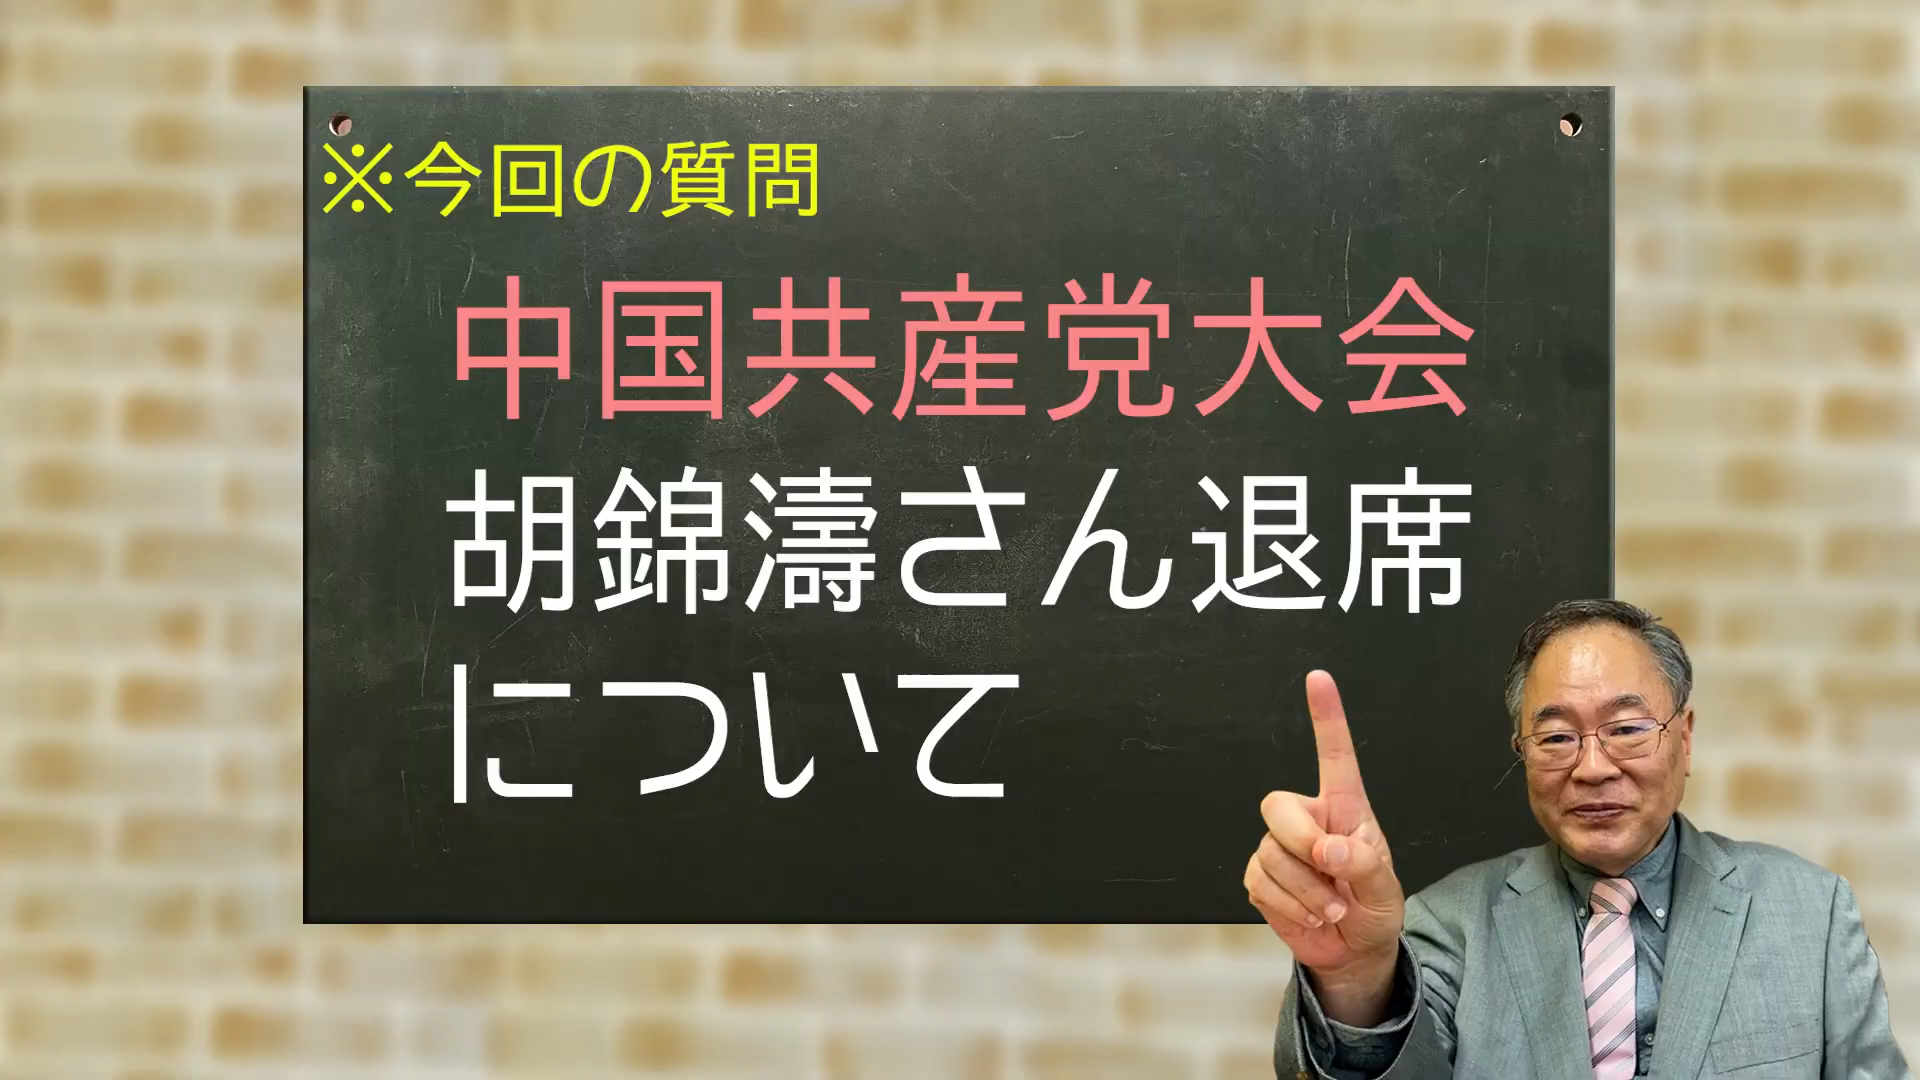 ※今回の質問
中国共産党大会
胡錦濤さん退席
について